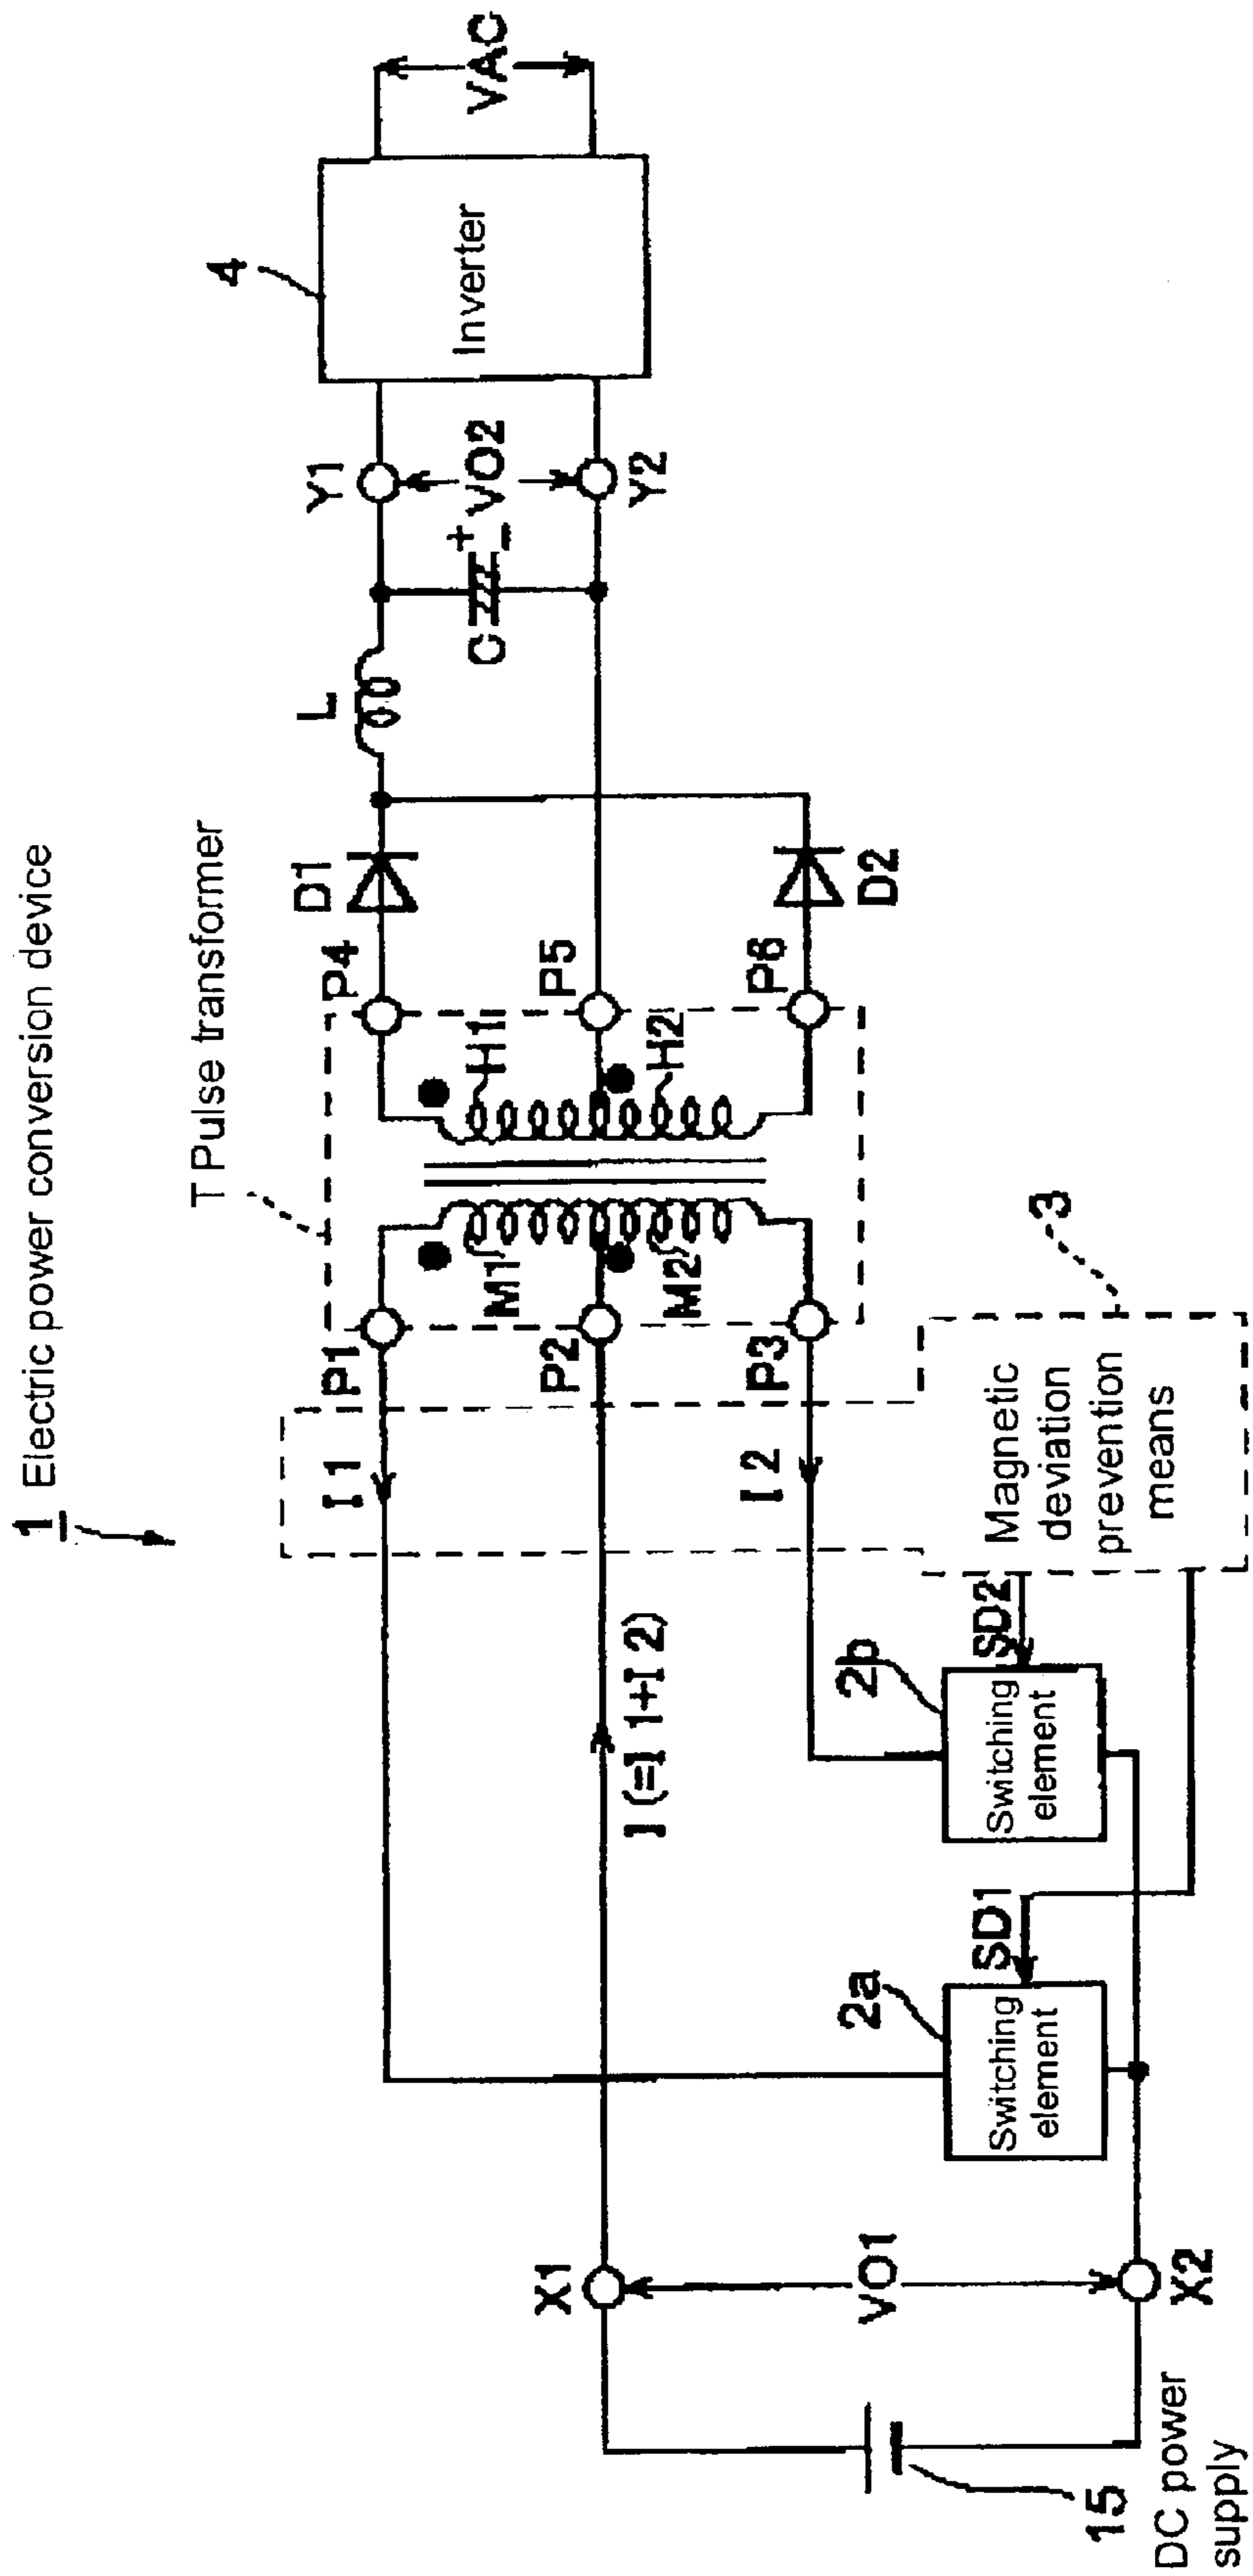 1 Electric power conversion device
T Pulse transformer
4
Inverter
VAC
Y1
VO2
Y2
+
-
C
L
D1
D2
P4
P5
P6
H1
H2
M1
M2
P1
P2
P3
I1
I2
I(=I1+I2)
3
Magnetic
deviation
prevention
means
SD2
2b
Switching
element
SD1
2a
Switching
element
X1
VO1
X2
15
DC power
supply